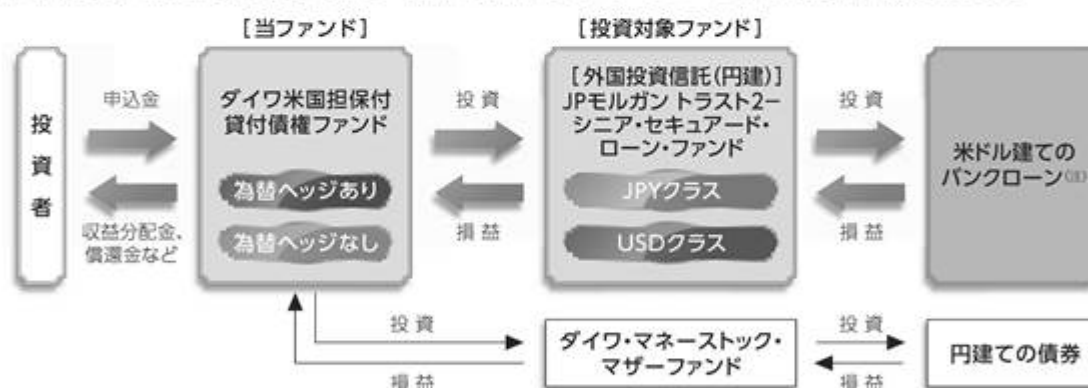 [当ファンド]
[投資対象ファンド]
投
資
者
申込金
収益分配金、
償還金など
ダイワ米国担保付
貸付債権ファンド
為替ヘッジあり
為替ヘッジなし
投資
損益
[外国投資信託(円建)]
JPモルガン トラスト2-
シニア・セキュアード・
ローン・ファンド
JPYクラス
USDクラス
投資
損益
米ドル建ての
バンクローン(注)
投資
損益
ダイワ・マネーストック・
マザーファンド
投資
損益
円建ての債券